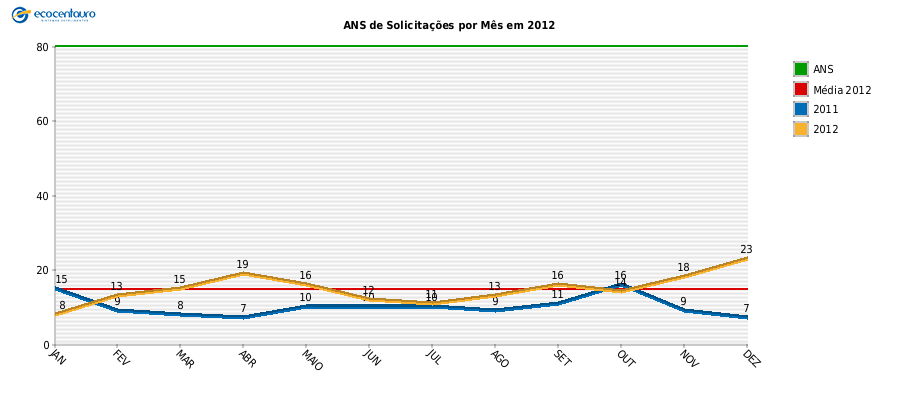 ecocentauro
ANS de Solicitações por Mês em 2012
80
60
40
20
0
15
8
13
9
15
8
19
7
16
10
12
10
11
10
13
9
16
11
16
14
18
9
23
7
JAN
FEV
MAR
ABR
MAIO
JUN
JUL
AGO
SET
OUT
NOV
DEZ
ANS
Média 2012
2011
2012